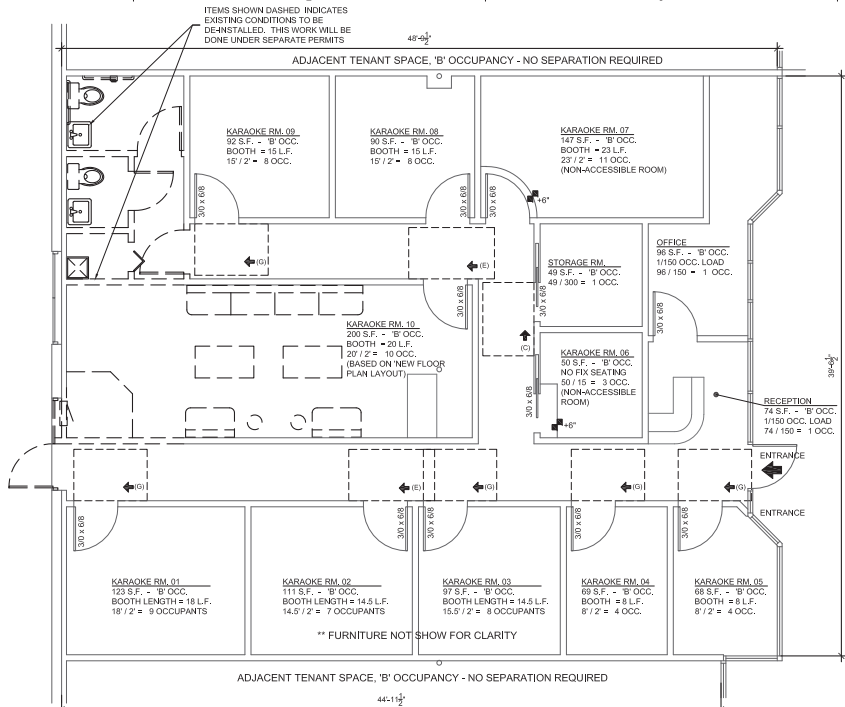 ITEMS SHOWN DASHED INDICATES
EXISTING CONDITIONS TO BE
DE-INSTALLED. THIS WORK WILL BE
DONE UNDER SEPARATE PERMITS
48'-9½"
ADJACENT TENANT SPACE, 'B' OCCUPANCY - NO SEPARATION REQUIRED
KARAOKE RM. 09
92 S.F. - 'B' OCC.
BOOTH = 15 L.F.
15' / 2' = 8 OCC.
KARAOKE RM. 08
90 S.F. - 'B' OCC.
BOOTH = 15 L.F.
15' / 2' = 8 OCC.
KARAOKE RM. 07
147 S.F. - 'B' OCC.
BOOTH = 23 L.F.
23' / 2' = 11 OCC.
(NON-ACCESSIBLE ROOM)
3/0 x 6/8
3/0 x 6/8
3/0 x 6/8
+6"
STORAGE RM.
49 S.F. - 'B' OCC.
49 / 300 = 1 OCC.
OFFICE
96 S.F. - 'B' OCC.
1/150 OCC. LOAD
96 / 150 = 1 OCC.
(G)
(E)
3/0 x 6/8
3/0 x 6/8
3/0 x 6/8
KARAOKE RM. 10
200 S.F. - 'B' OCC.
BOOTH = 20 L.F.
20' / 2' = 10 OCC.
(BASED ON 'NEW FLOOR
PLAN LAYOUT)
(C)
KARAOKE RM. 06
50 S.F. - 'B' OCC.
NO FIX SEATING
50 / 15 = 3 OCC.
(NON-ACCESSIBLE
ROOM)
3/0 x 6/8
+6"
39'-6½"
RECEPTION
74 S.F. - 'B' OCC.
1/150 OCC. LOAD
74 / 150 = 1 OCC.
ENTRANCE
(G)
(E)
(G)
(G)
(G)
ENTRANCE
3/0 x 6/8
3/0 x 6/8
3/0 x 6/8
3/0 x 6/8
3/0 x 6/8
KARAOKE RM. 01
123 S.F. - 'B' OCC.
BOOTH LENGTH = 18 L.F.
18' / 2' = 9 OCCUPANTS
KARAOKE RM. 02
111 S.F. - 'B' OCC.
BOOTH LENGTH = 14.5 L.F.
14.5' / 2' = 7 OCCUPANTS
KARAOKE RM. 03
97 S.F. - 'B' OCC.
BOOTH LENGTH = 14.5 L.F.
15.5' / 2' = 8 OCCUPANTS
KARAOKE RM. 04
69 S.F. - 'B' OCC.
BOOTH = 8 L.F.
8' / 2' = 4 OCC.
KARAOKE RM. 05
68 S.F. - 'B' OCC.
BOOTH = 8 L.F.
8' / 2' = 4 OCC.
** FURNITURE NOT SHOW FOR CLARITY
ADJACENT TENANT SPACE, 'B' OCCUPANCY - NO SEPARATION REQUIRED
44'-11½"